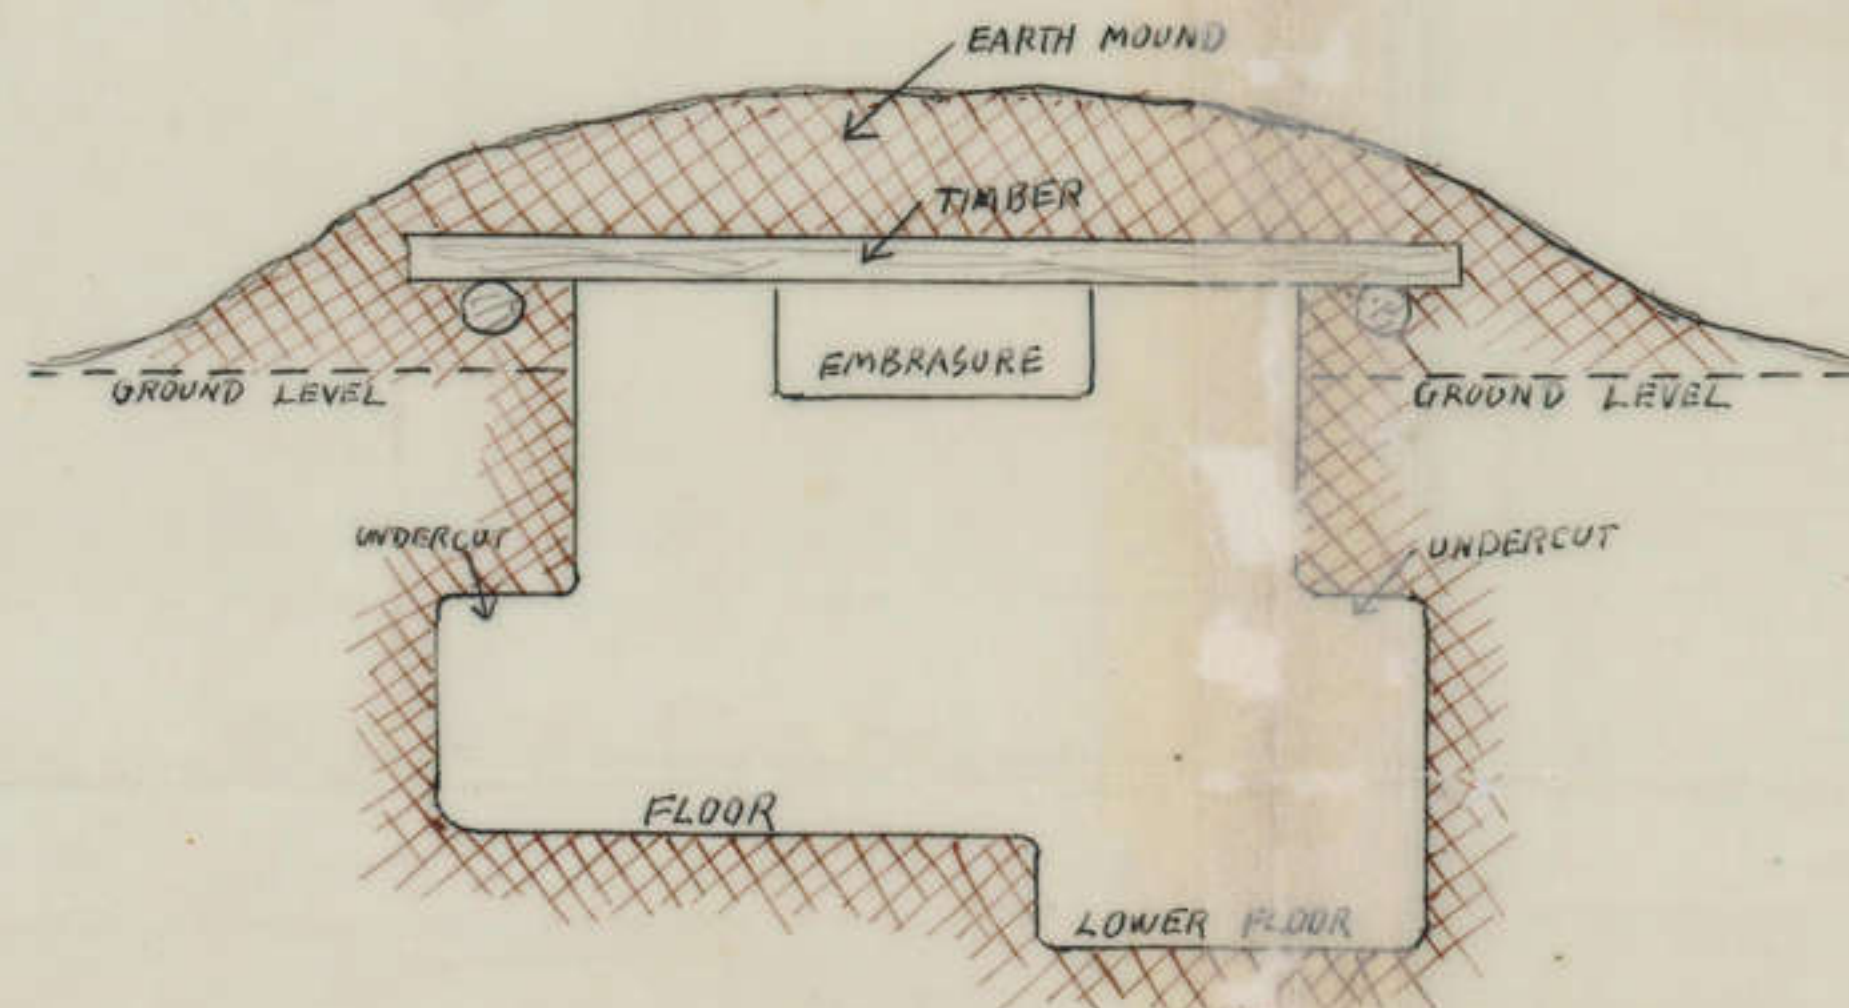 EARTH MOUND
TIMBER
EMBRASURE
GROUND LEVEL
GROUND LEVEL
UNDERCUT
UNDERCUT
FLOOR
LOWER FLOOR